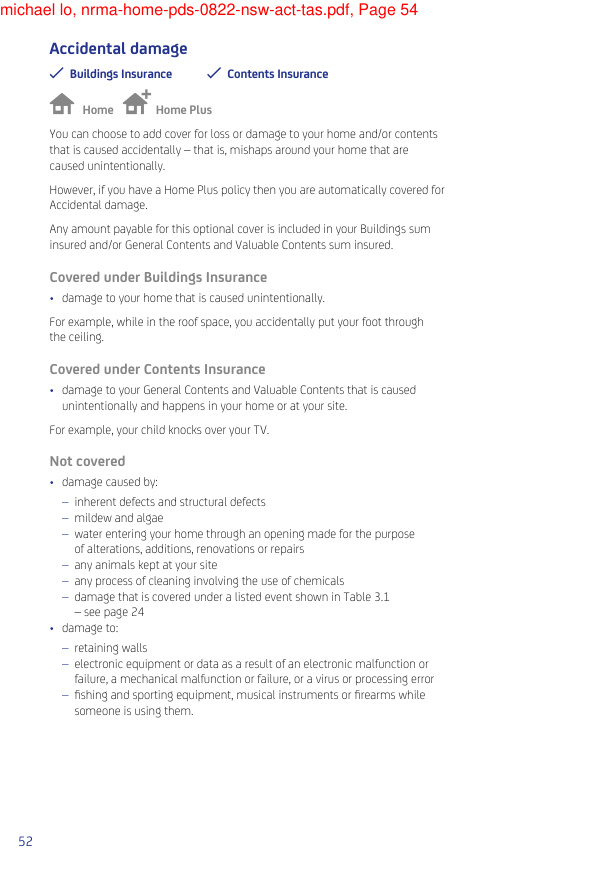 michael lo, nrma-home-pds-0822-nsw-act-tas.pdf, Page 54
Accidental damage
Buildings Insurance Contents Insurance
Home Home Plus
You can choose to add cover for loss or damage to your home and/or contents
that is caused accidentally – that is, mishaps around your home that are
caused unintentionally.
However, if you have a Home Plus policy then you are automatically covered for
Accidental damage.
Any amount payable for this optional cover is included in your Buildings sum
insured and/or General Contents and Valuable Contents sum insured.
Covered under Buildings Insurance
• damage to your home that is caused unintentionally.
For example, while in the roof space, you accidentally put your foot through
the ceiling.
Covered under Contents Insurance
• damage to your General Contents and Valuable Contents that is caused
unintentionally and happens in your home or at your site.
For example, your child knocks over your TV.
Not covered
• damage caused by:
– inherent defects and structural defects
– mildew and algae
– water entering your home through an opening made for the purpose
of alterations, additions, renovations or repairs
– any animals kept at your site
– any process of cleaning involving the use of chemicals
– damage that is covered under a listed event shown in Table 3.1
– see page 24
• damage to:
– retaining walls
– electronic equipment or data as a result of an electronic malfunction or
failure, a mechanical malfunction or failure, or a virus or processing error
– fishing and sporting equipment, musical instruments or firearms while
someone is using them.
52